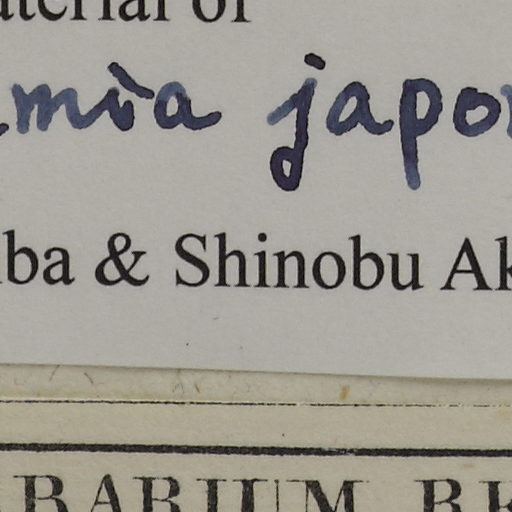 aterial of
mia japo
ba & Shinobu Ak
RBARIUM